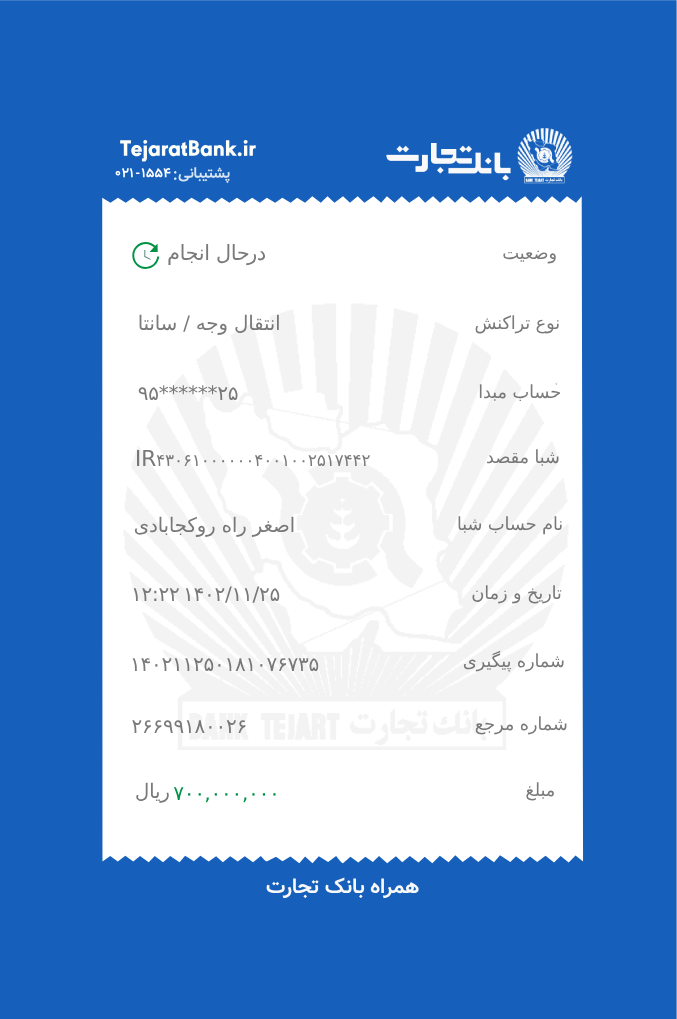 بانک تجارت
TejaratBank.ir
پشتیبانی: ۰۲۱-۱۵۵۴
وضعیت درحال انجام
نوع تراکنش انتقال وجه / سانتا
حساب مبدا ۹۵******۲۵
شبا مقصد IR۴۳۰۶۱۰۰۰۰۰۰۴۰۰۱۰۰۲۵۱۷۴۴۲
نام حساب شبا اصغر راه روکجابادی
تاریخ و زمان ۱۴۰۲/۱۱/۲۵ ۱۲:۲۲
شماره پیگیری ۱۴۰۲۱۱۲۵۰۱۸۱۰۷۶۷۳۵
شماره مرجع ۲۶۶۹۹۱۸۰۰۲۶
BANK TEJART بانك تجارت
مبلغ ۷۰۰,۰۰۰,۰۰۰ ریال
همراه بانک تجارت